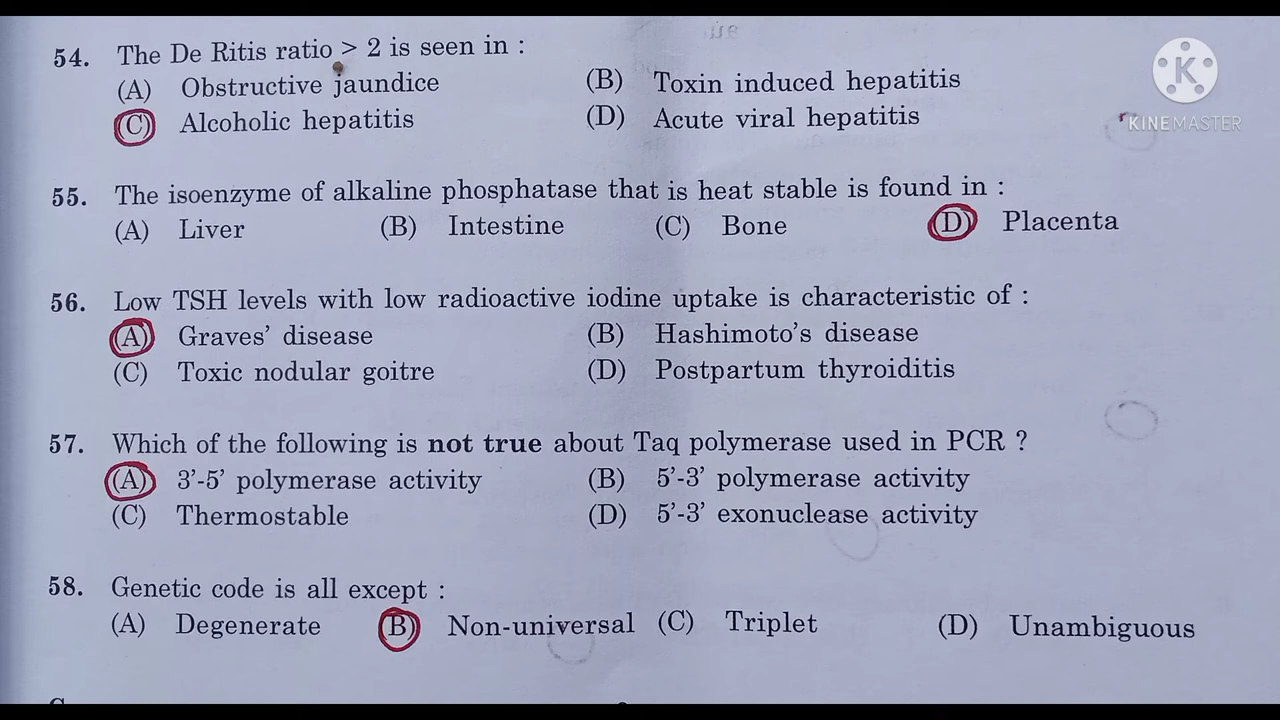 54. The De Ritis ratio > 2 is seen in :
(A) Obstructive jaundice (B) Toxin induced hepatitis
(C) Alcoholic hepatitis (D) Acute viral hepatitis
K
KINEMASTER
55. The isoenzyme of alkaline phosphatase that is heat stable is found in :
(A) Liver (B) Intestine (C) Bone (D) Placenta
56. Low TSH levels with low radioactive iodine uptake is characteristic of :
(A) Graves' disease (B) Hashimoto's disease
(C) Toxic nodular goitre (D) Postpartum thyroiditis
57. Which of the following is not true about Taq polymerase used in PCR ?
(A) 3'-5' polymerase activity (B) 5'-3' polymerase activity
(C) Thermostable (D) 5'-3' exonuclease activity
58. Genetic code is all except :
(A) Degenerate (B) Non-universal (C) Triplet (D) Unambiguous